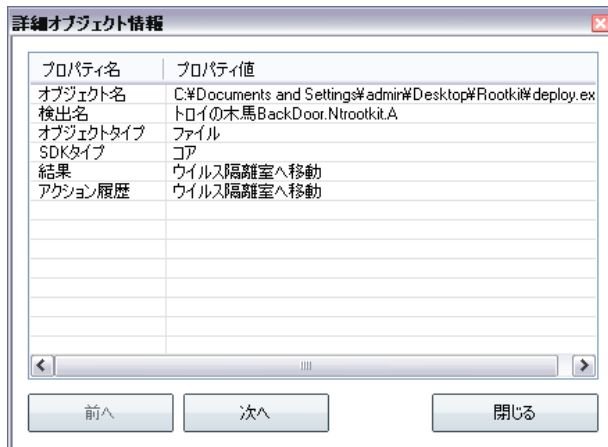 詳細オブジェクト情報
プロパティ名 プロパティ値
オブジェクト名 C:¥Documents and Settings¥admin¥Desktop¥Rootkit¥deploy.ex
検出名 トロイの木馬BackDoor.Ntrootkit.A
オブジェクトタイプ ファイル
SDKタイプ コア
結果 ウイルス隔離室へ移動
アクション履歴 ウイルス隔離室へ移動
前へ 次へ 閉じる